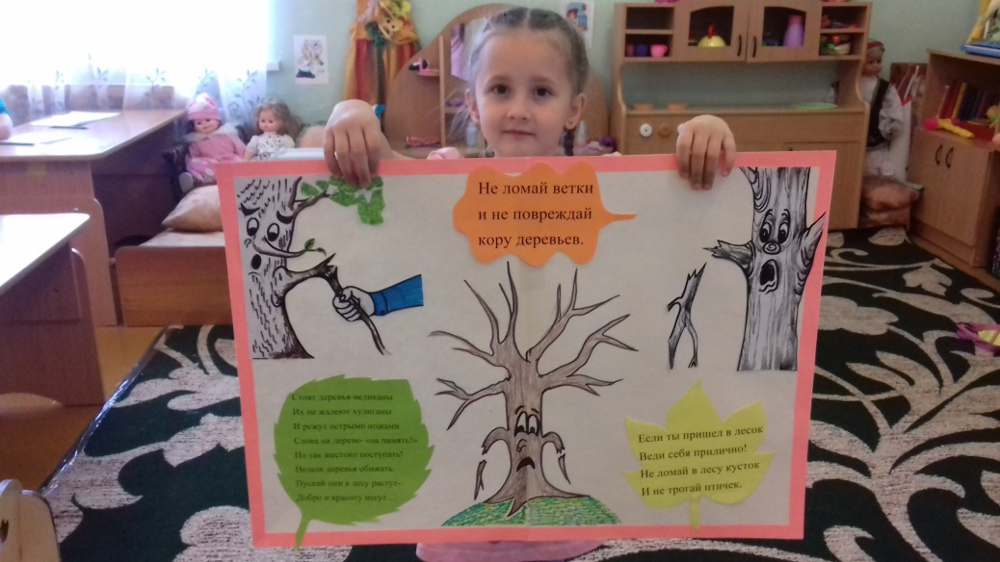 Не ломай ветки
и не повреждай
кору деревьев.
Стоят деревья-великаны
Их не жалеют хулиганы
И режут острыми ножами
Слова на дереве- «на память!»
Но так жестоко поступать!
Нельзя деревья обижать.
Пускай они в лесу растут-
Добро и красоту несут…
Если ты пришел в лесок
Веди себя прилично!
Не ломай в лесу кусток
И не трогай птичек.